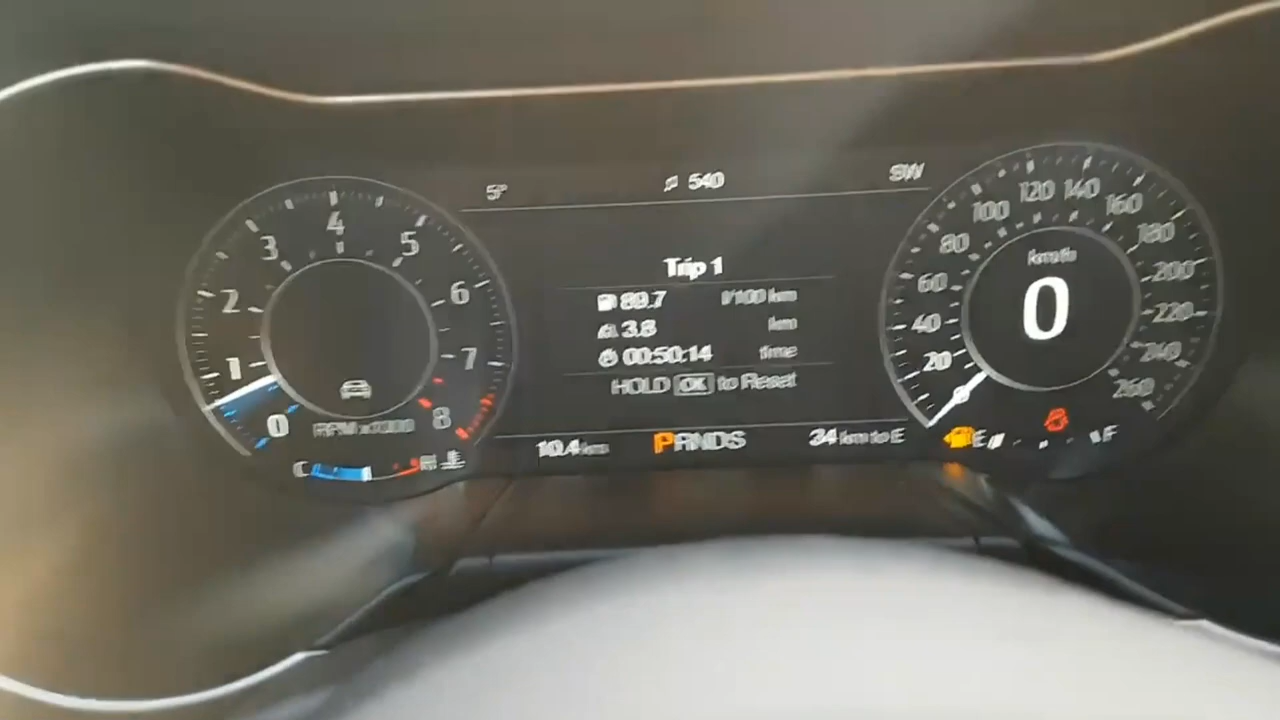 5° ♫ 540 SW
Trip 1
89.7 l/100 km
3.8 km
00:50:14 time
HOLD OK to Reset
10.4 km PRNDS 34 km to E
0 1 2 3 4 5 6 7 8
RPM x1000
C H
20 40 60 80 100 120 140 160 180 200 220 240 260
km/h
0
E F